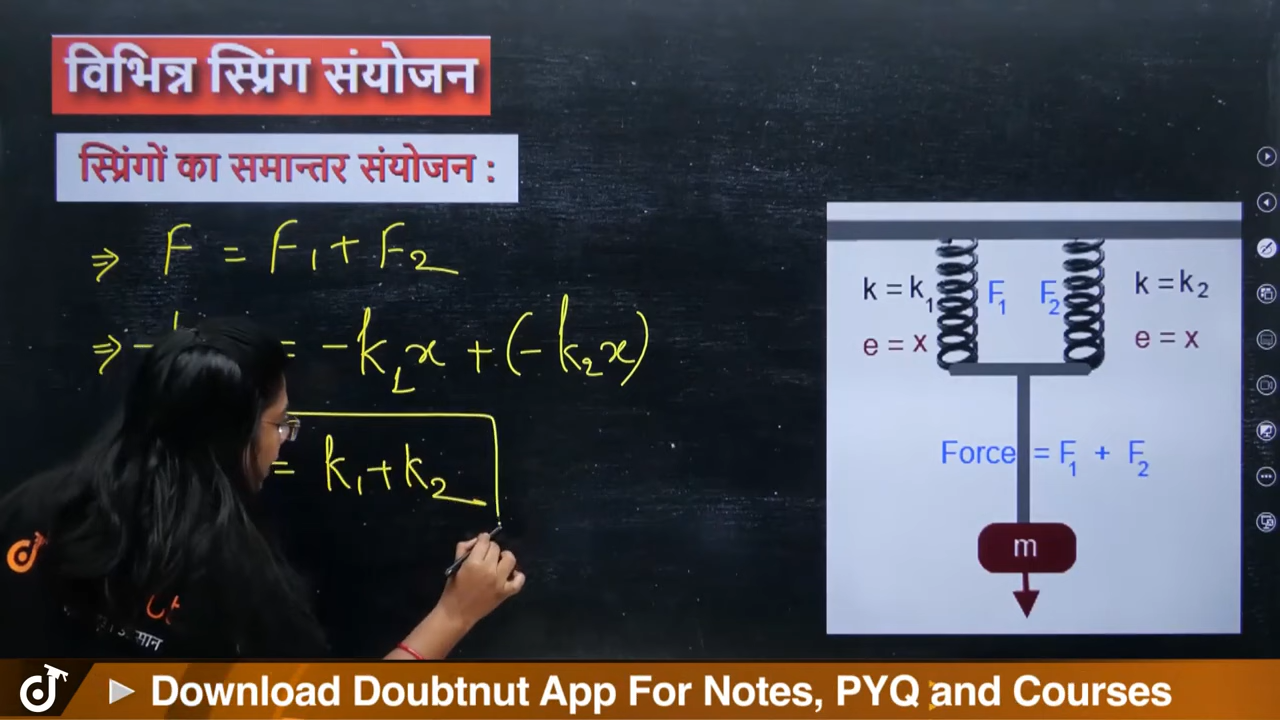 विभिन्न स्प्रिंग संयोजन
स्प्रिंगों का समान्तर संयोजन :
⇒ F = F₁ + F₂
⇒ - = -k₁x + (-k₂x)
= k₁ + k₂
k = k₁ F₁ F₂ k = k₂
e = x e = x
Force = F₁ + F₂
m
Download Doubtnut App For Notes, PYQ and Courses